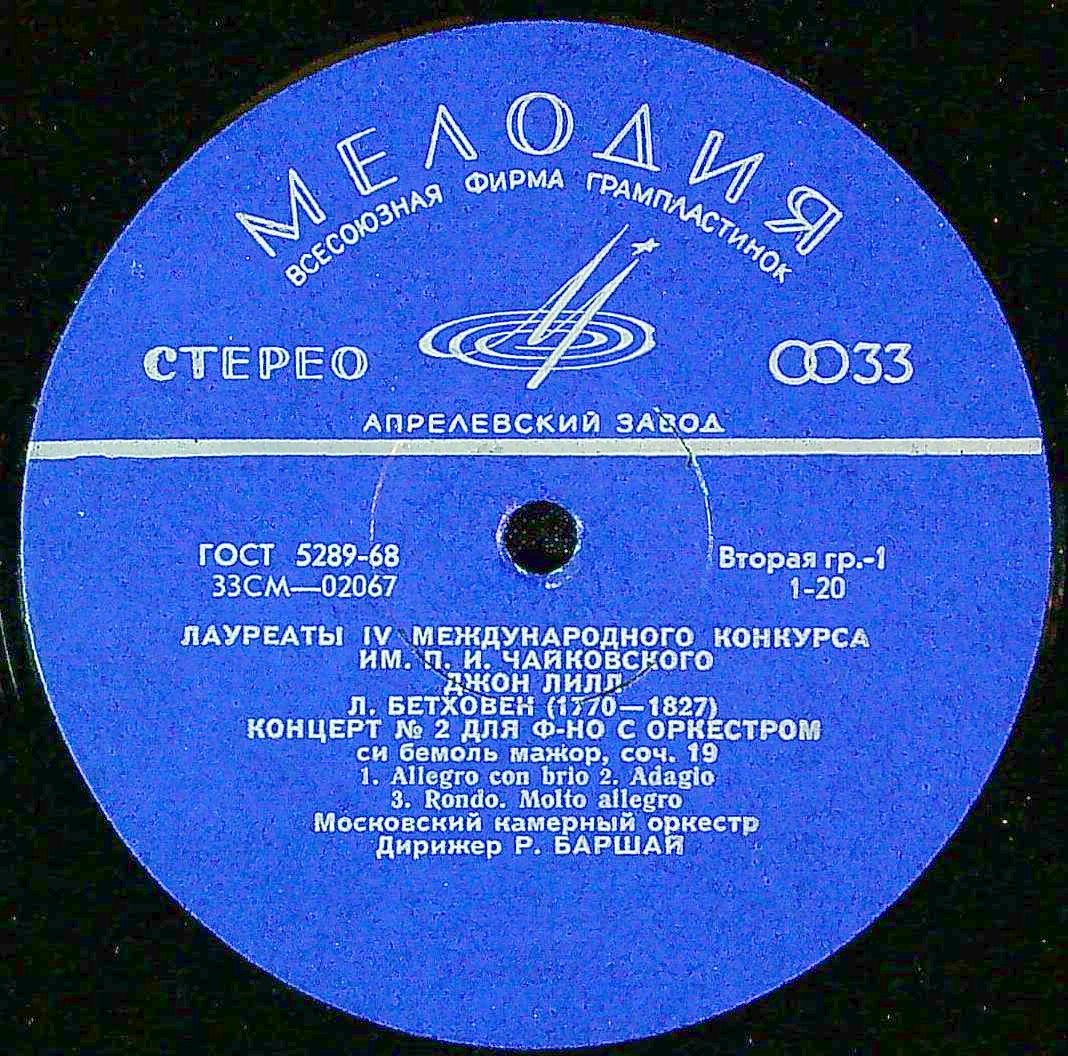 МЕЛОДИЯ
ВСЕСОЮЗНАЯ ФИРМА ГРАМПЛАСТИНОК
СТЕРЕО
33
АПРЕЛЕВСКИЙ ЗАВОД
ГОСТ 5289-68
Вторая гр.-1
33СМ—02067
1-20
ЛАУРЕАТЫ IV МЕЖДУНАРОДНОГО КОНКУРСА
ИМ. П. И. ЧАЙКОВСКОГО
ДЖОН ЛИЛЛ
Л. БЕТХОВЕН (1770—1827)
КОНЦЕРТ № 2 ДЛЯ Ф-НО С ОРКЕСТРОМ
си бемоль мажор, соч. 19
1. Allegro con brio 2. Adagio
3. Rondo. Molto allegro
Московский камерный оркестр
Дирижер Р. БАРШАЙ